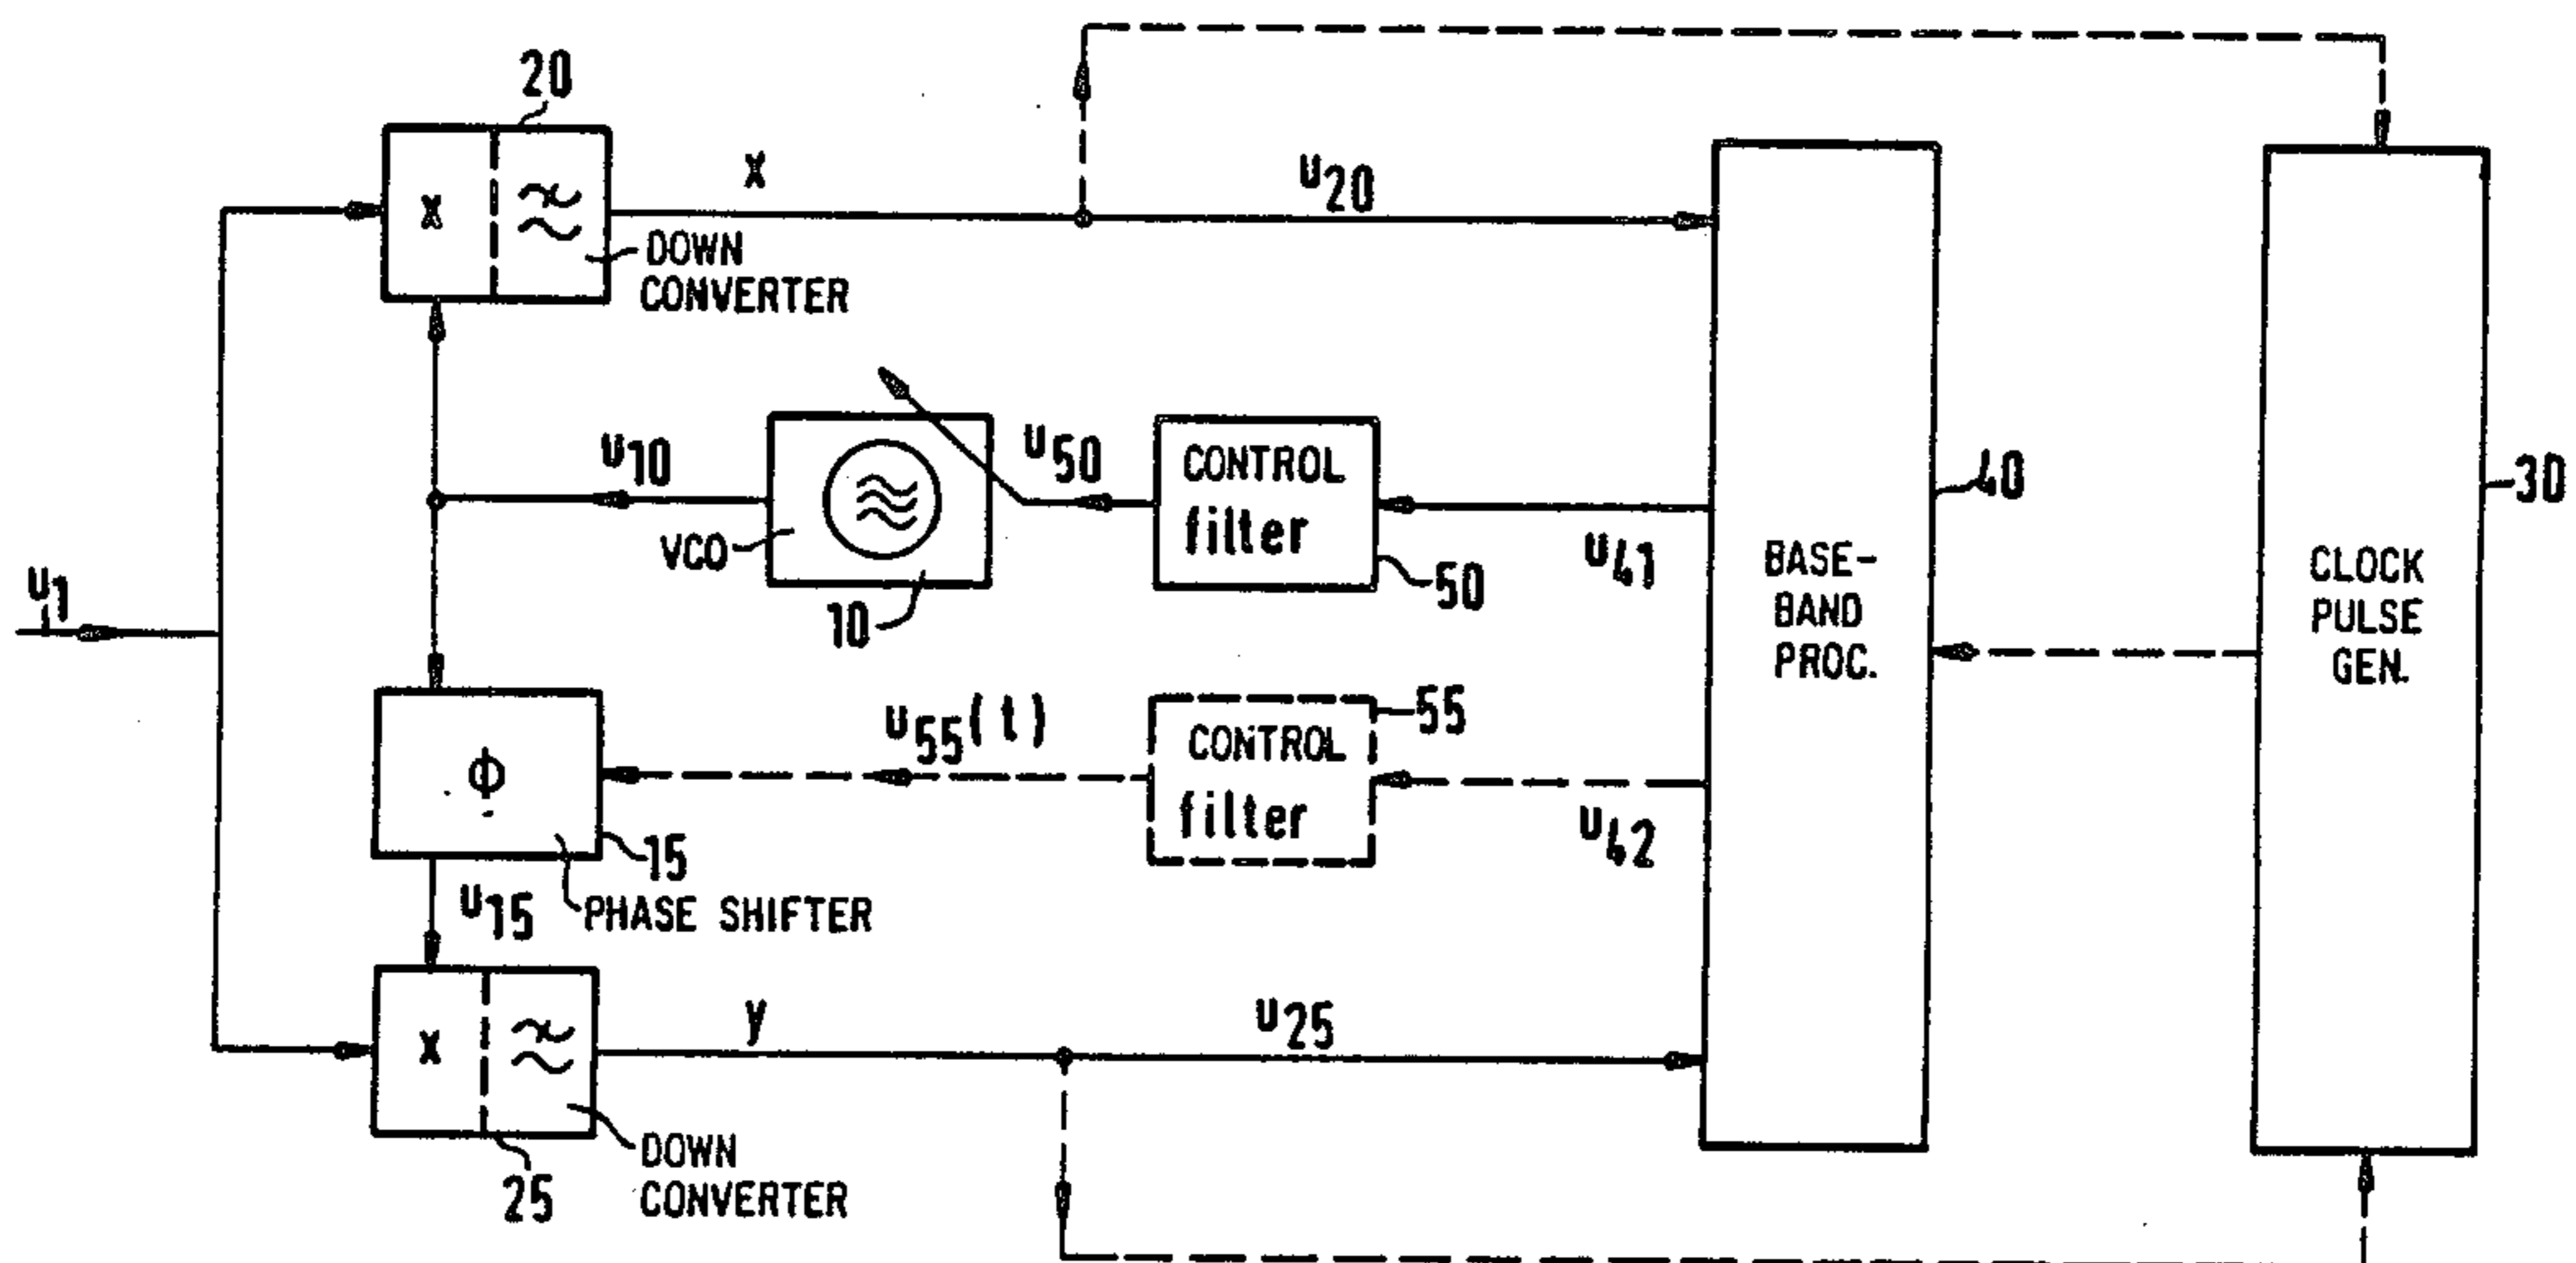 20
X
DOWN
CONVERTER
x
u20
u10
VCO
10
u50
CONTROL
filter
50
u41
40
BASE-
BAND
PROC.
30
CLOCK
PULSE
GEN.
u1
Φ
15
PHASE SHIFTER
u15
u55(t)
55
CONTROL
filter
u42
X
DOWN
CONVERTER
25
y
u25